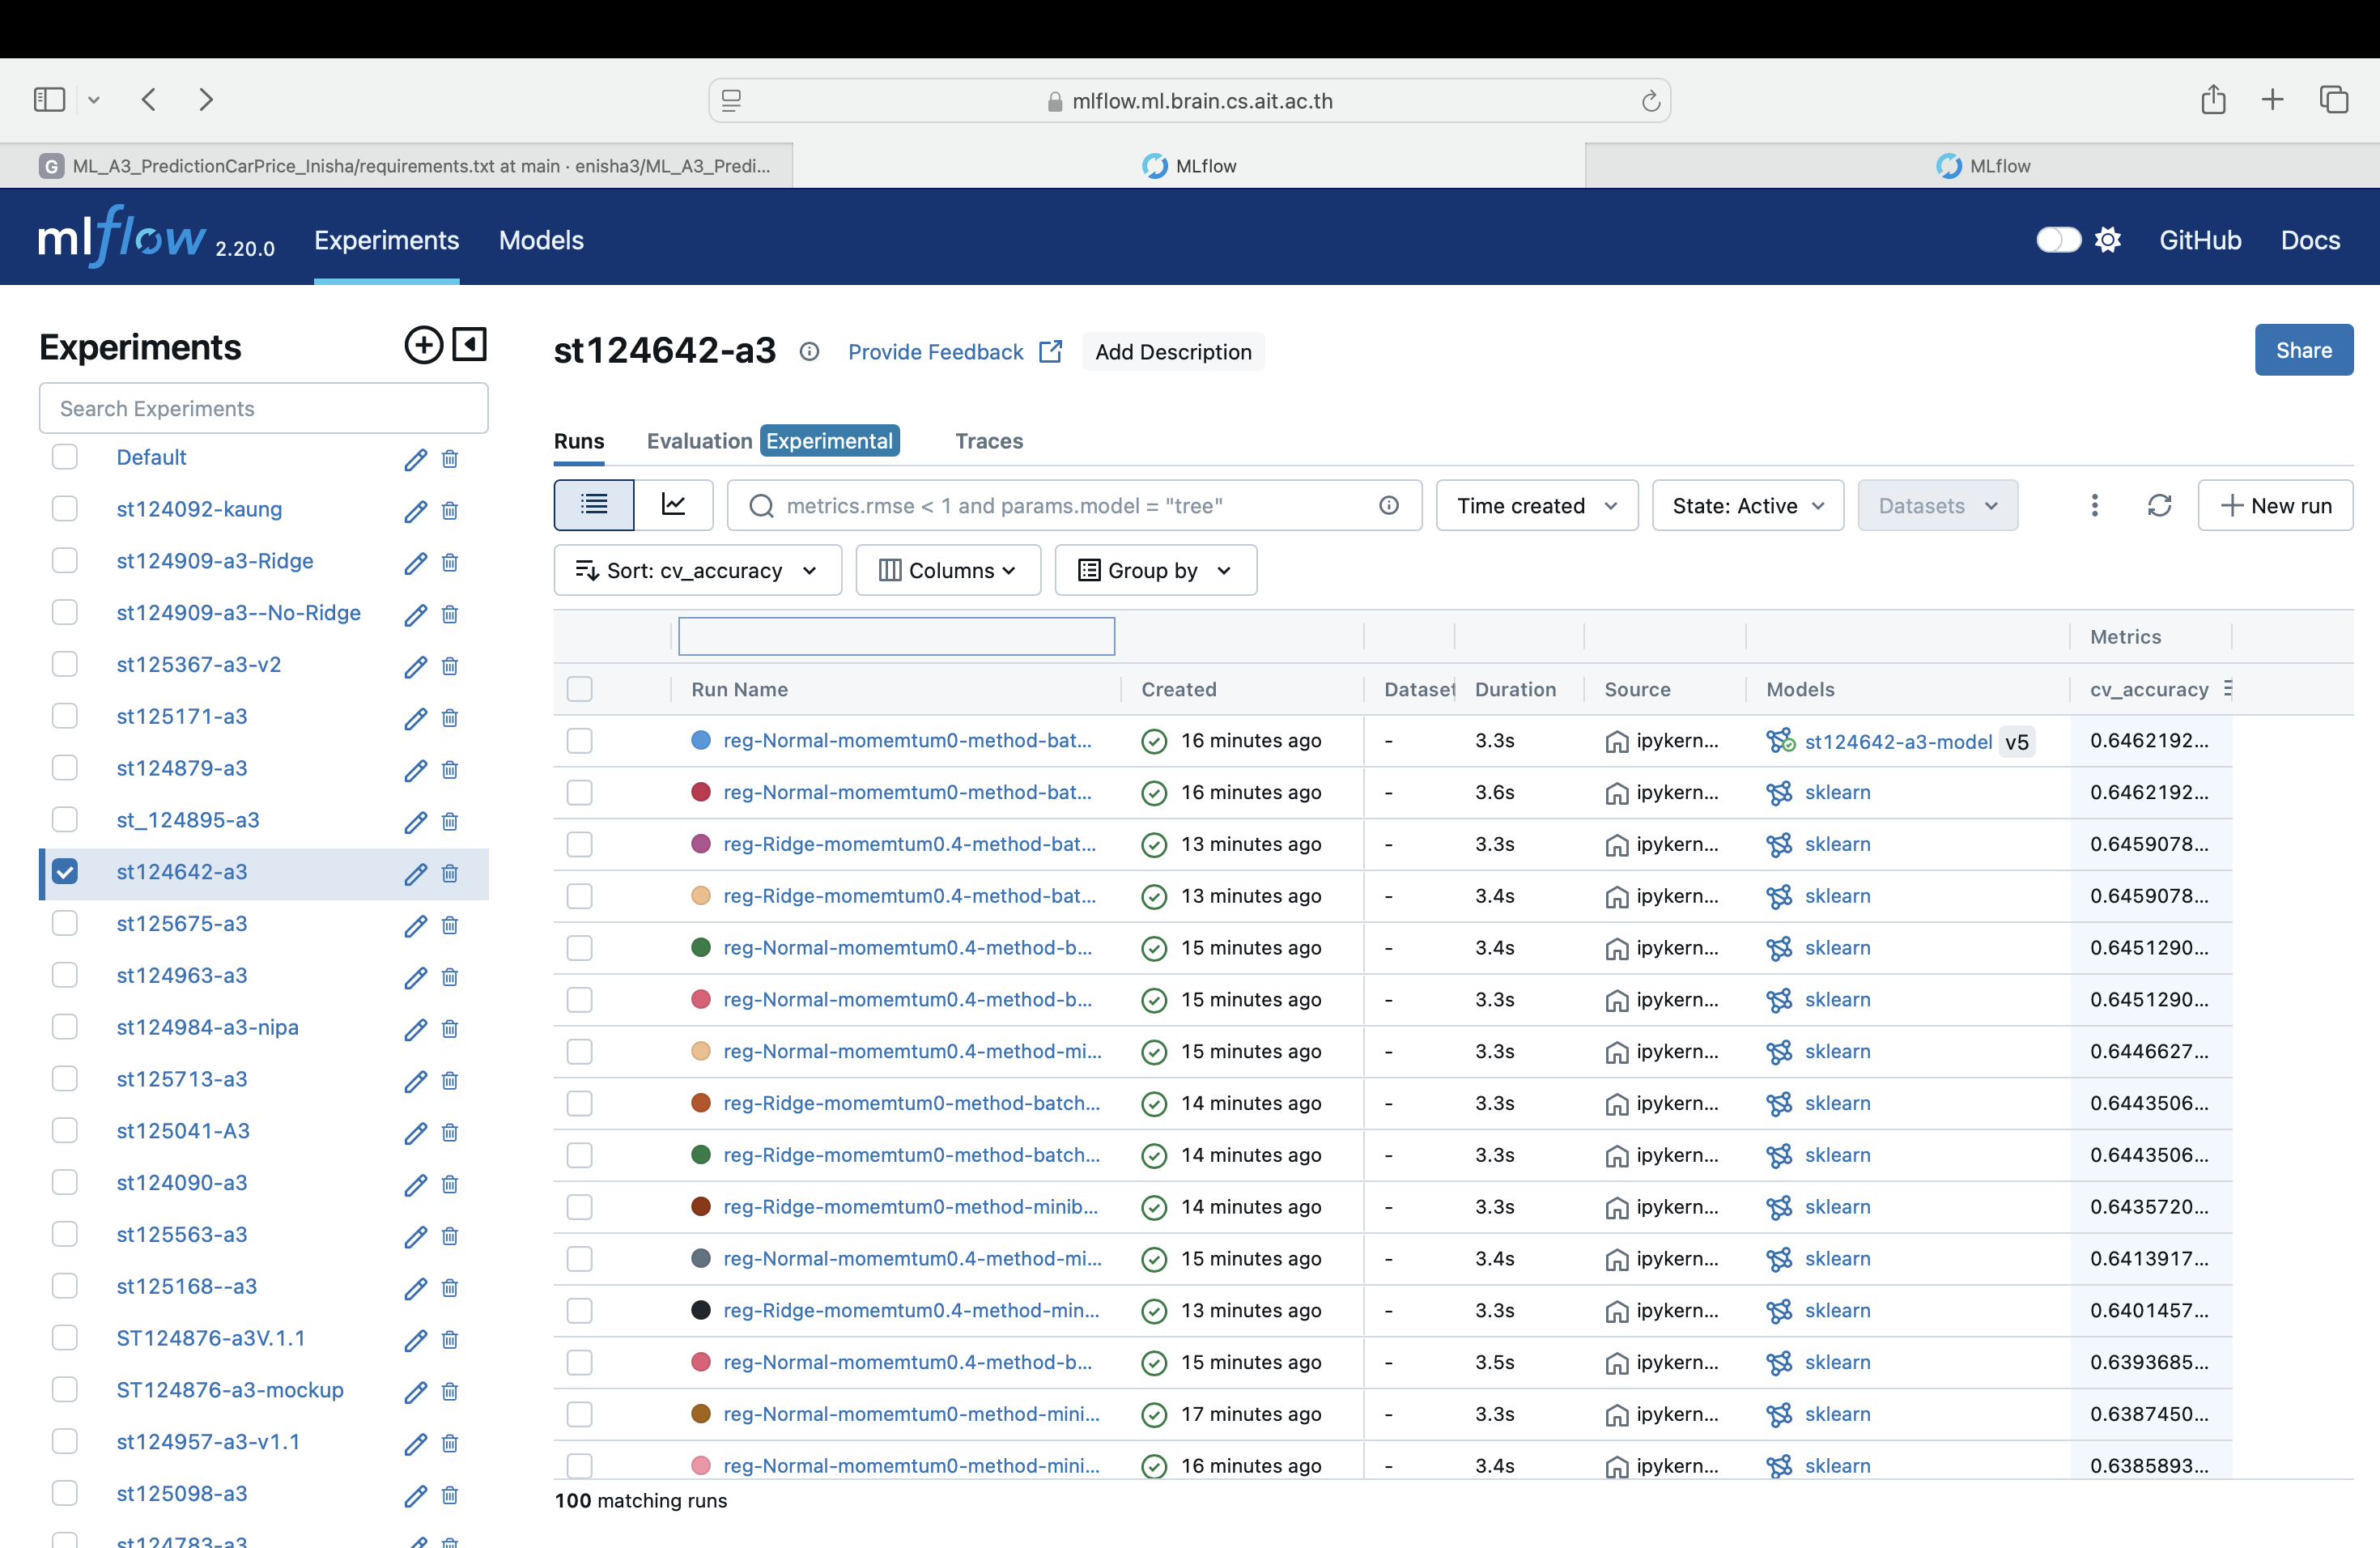 mlflow.ml.brain.cs.ait.ac.th
G ML_A3_PredictionCarPrice_Inisha/requirements.txt at main · enisha3/ML_A3_Predi...
MLflow
MLflow
mlflow 2.20.0 Experiments Models GitHub Docs
Experiments
Search Experiments
Default
st124092-kaung
st124909-a3-Ridge
st124909-a3--No-Ridge
st125367-a3-v2
st125171-a3
st124879-a3
st_124895-a3
st124642-a3
st125675-a3
st124963-a3
st124984-a3-nipa
st125713-a3
st125041-A3
st124090-a3
st125563-a3
st125168--a3
ST124876-a3V.1.1
ST124876-a3-mockup
st124957-a3-v1.1
st125098-a3
st124783-a3
st124642-a3 Provide Feedback Add Description Share
Runs Evaluation Experimental Traces
metrics.rmse < 1 and params.model = "tree" Time created State: Active Datasets New run
Sort: cv_accuracy Columns Group by
Metrics
Run Name Created Dataset Duration Source Models cv_accuracy
reg-Normal-momemtum0-method-bat... 16 minutes ago - 3.3s ipykern... st124642-a3-model v5 0.6462192...
reg-Normal-momemtum0-method-bat... 16 minutes ago - 3.6s ipykern... sklearn 0.6462192...
reg-Ridge-momemtum0.4-method-bat... 13 minutes ago - 3.3s ipykern... sklearn 0.6459078...
reg-Ridge-momemtum0.4-method-bat... 13 minutes ago - 3.4s ipykern... sklearn 0.6459078...
reg-Normal-momemtum0.4-method-b... 15 minutes ago - 3.4s ipykern... sklearn 0.6451290...
reg-Normal-momemtum0.4-method-b... 15 minutes ago - 3.3s ipykern... sklearn 0.6451290...
reg-Normal-momemtum0.4-method-mi... 15 minutes ago - 3.3s ipykern... sklearn 0.6446627...
reg-Ridge-momemtum0-method-batch... 14 minutes ago - 3.3s ipykern... sklearn 0.6443506...
reg-Ridge-momemtum0-method-batch... 14 minutes ago - 3.3s ipykern... sklearn 0.6443506...
reg-Ridge-momemtum0-method-minib... 14 minutes ago - 3.3s ipykern... sklearn 0.6435720...
reg-Normal-momemtum0.4-method-mi... 15 minutes ago - 3.4s ipykern... sklearn 0.6413917...
reg-Ridge-momemtum0.4-method-min... 13 minutes ago - 3.3s ipykern... sklearn 0.6401457...
reg-Normal-momemtum0.4-method-b... 15 minutes ago - 3.5s ipykern... sklearn 0.6393685...
reg-Normal-momemtum0-method-mini... 17 minutes ago - 3.3s ipykern... sklearn 0.6387450...
reg-Normal-momemtum0-method-mini... 16 minutes ago - 3.4s ipykern... sklearn 0.6385893...
100 matching runs